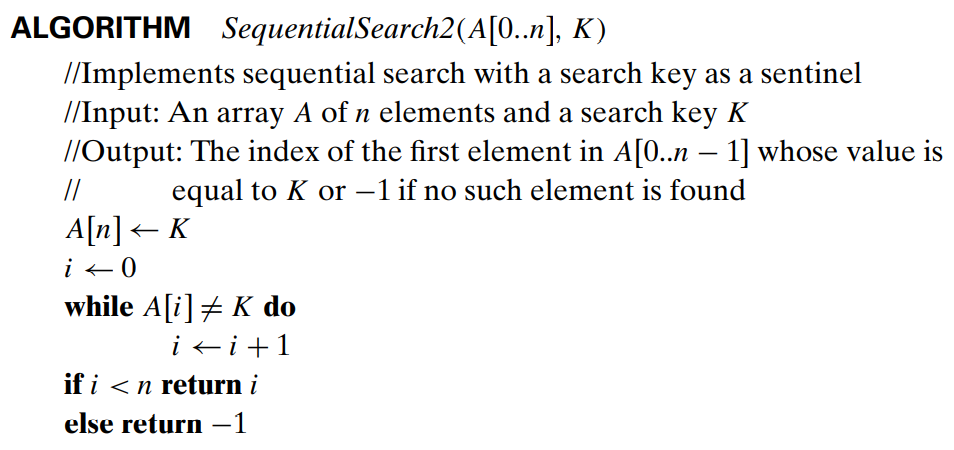 ALGORITHM SequentialSearch2(A[0..n], K)
//Implements sequential search with a search key as a sentinel
//Input: An array A of n elements and a search key K
//Output: The index of the first element in A[0..n − 1] whose value is
// equal to K or −1 if no such element is found
A[n] ← K
i ← 0
while A[i] ≠ K do
i ← i + 1
if i < n return i
else return −1